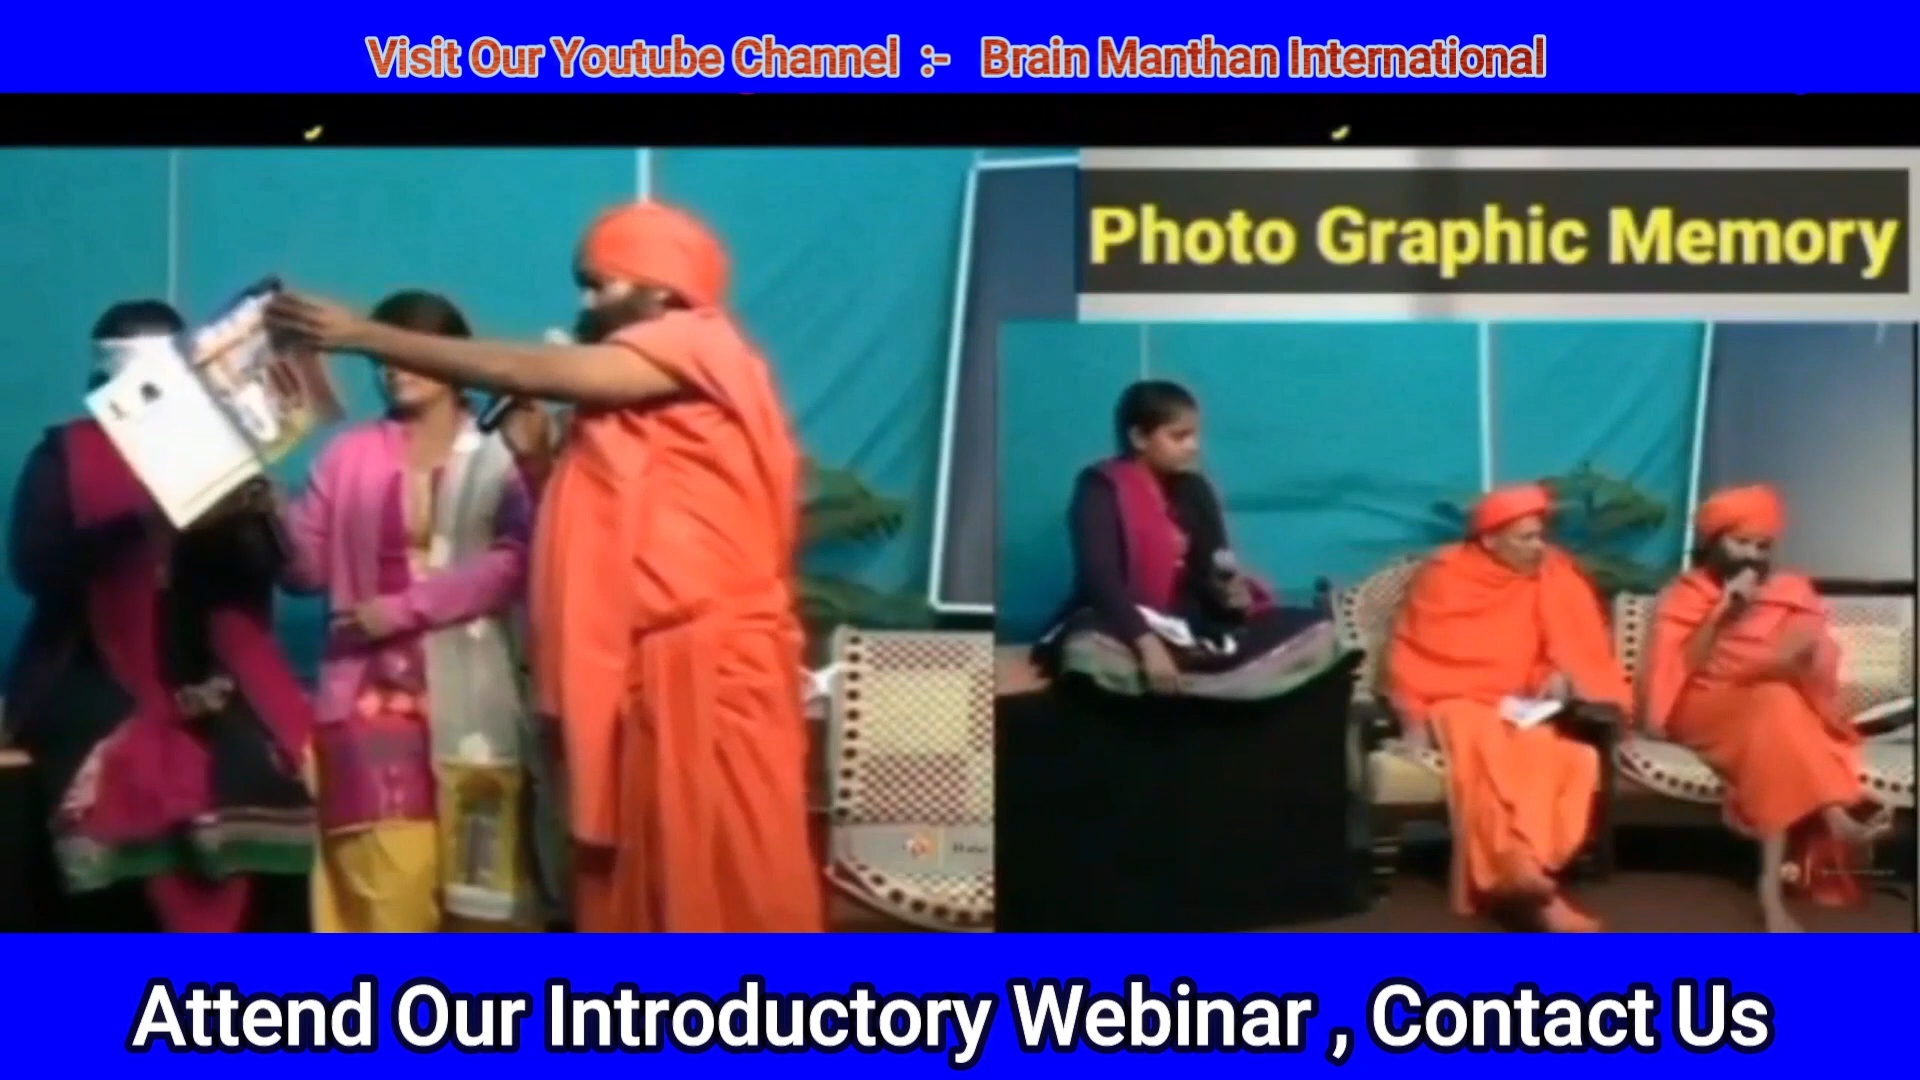 Visit Our Youtube Channel :- Brain Manthan International
Photo Graphic Memory
Attend Our Introductory Webinar , Contact Us